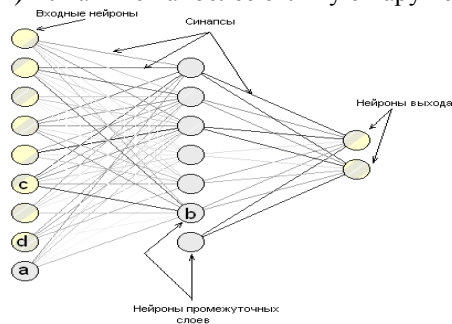 Входные нейроны
Синапсы
Нейроны выхода
c
b
d
a
Нейроны промежуточных
слоев